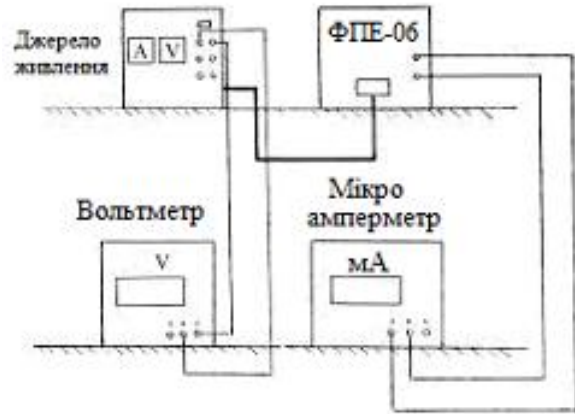 Джерело
живлення
A V
ФПЕ-06
Вольтметр
V
Мікро
амперметр
мА